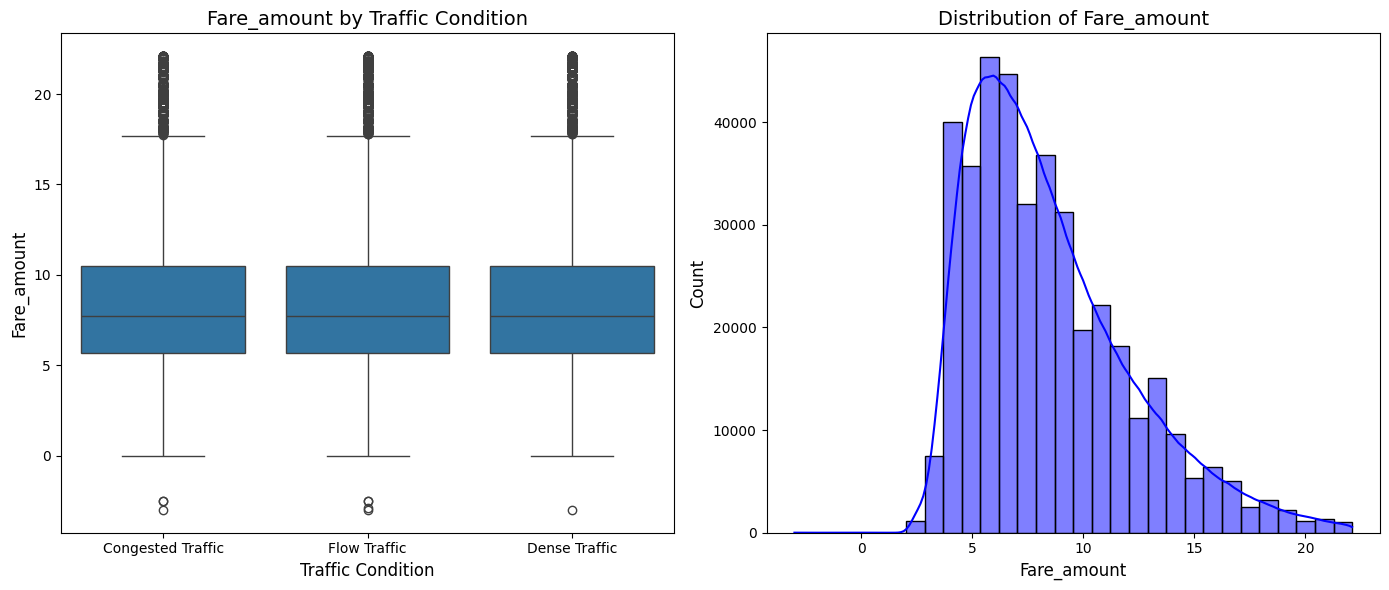 Fare_amount by Traffic Condition
Fare_amount
20
15
10
5
0
Congested Traffic
Flow Traffic
Dense Traffic
Traffic Condition
Distribution of Fare_amount
Count
40000
30000
20000
10000
0
0
5
10
15
20
Fare_amount